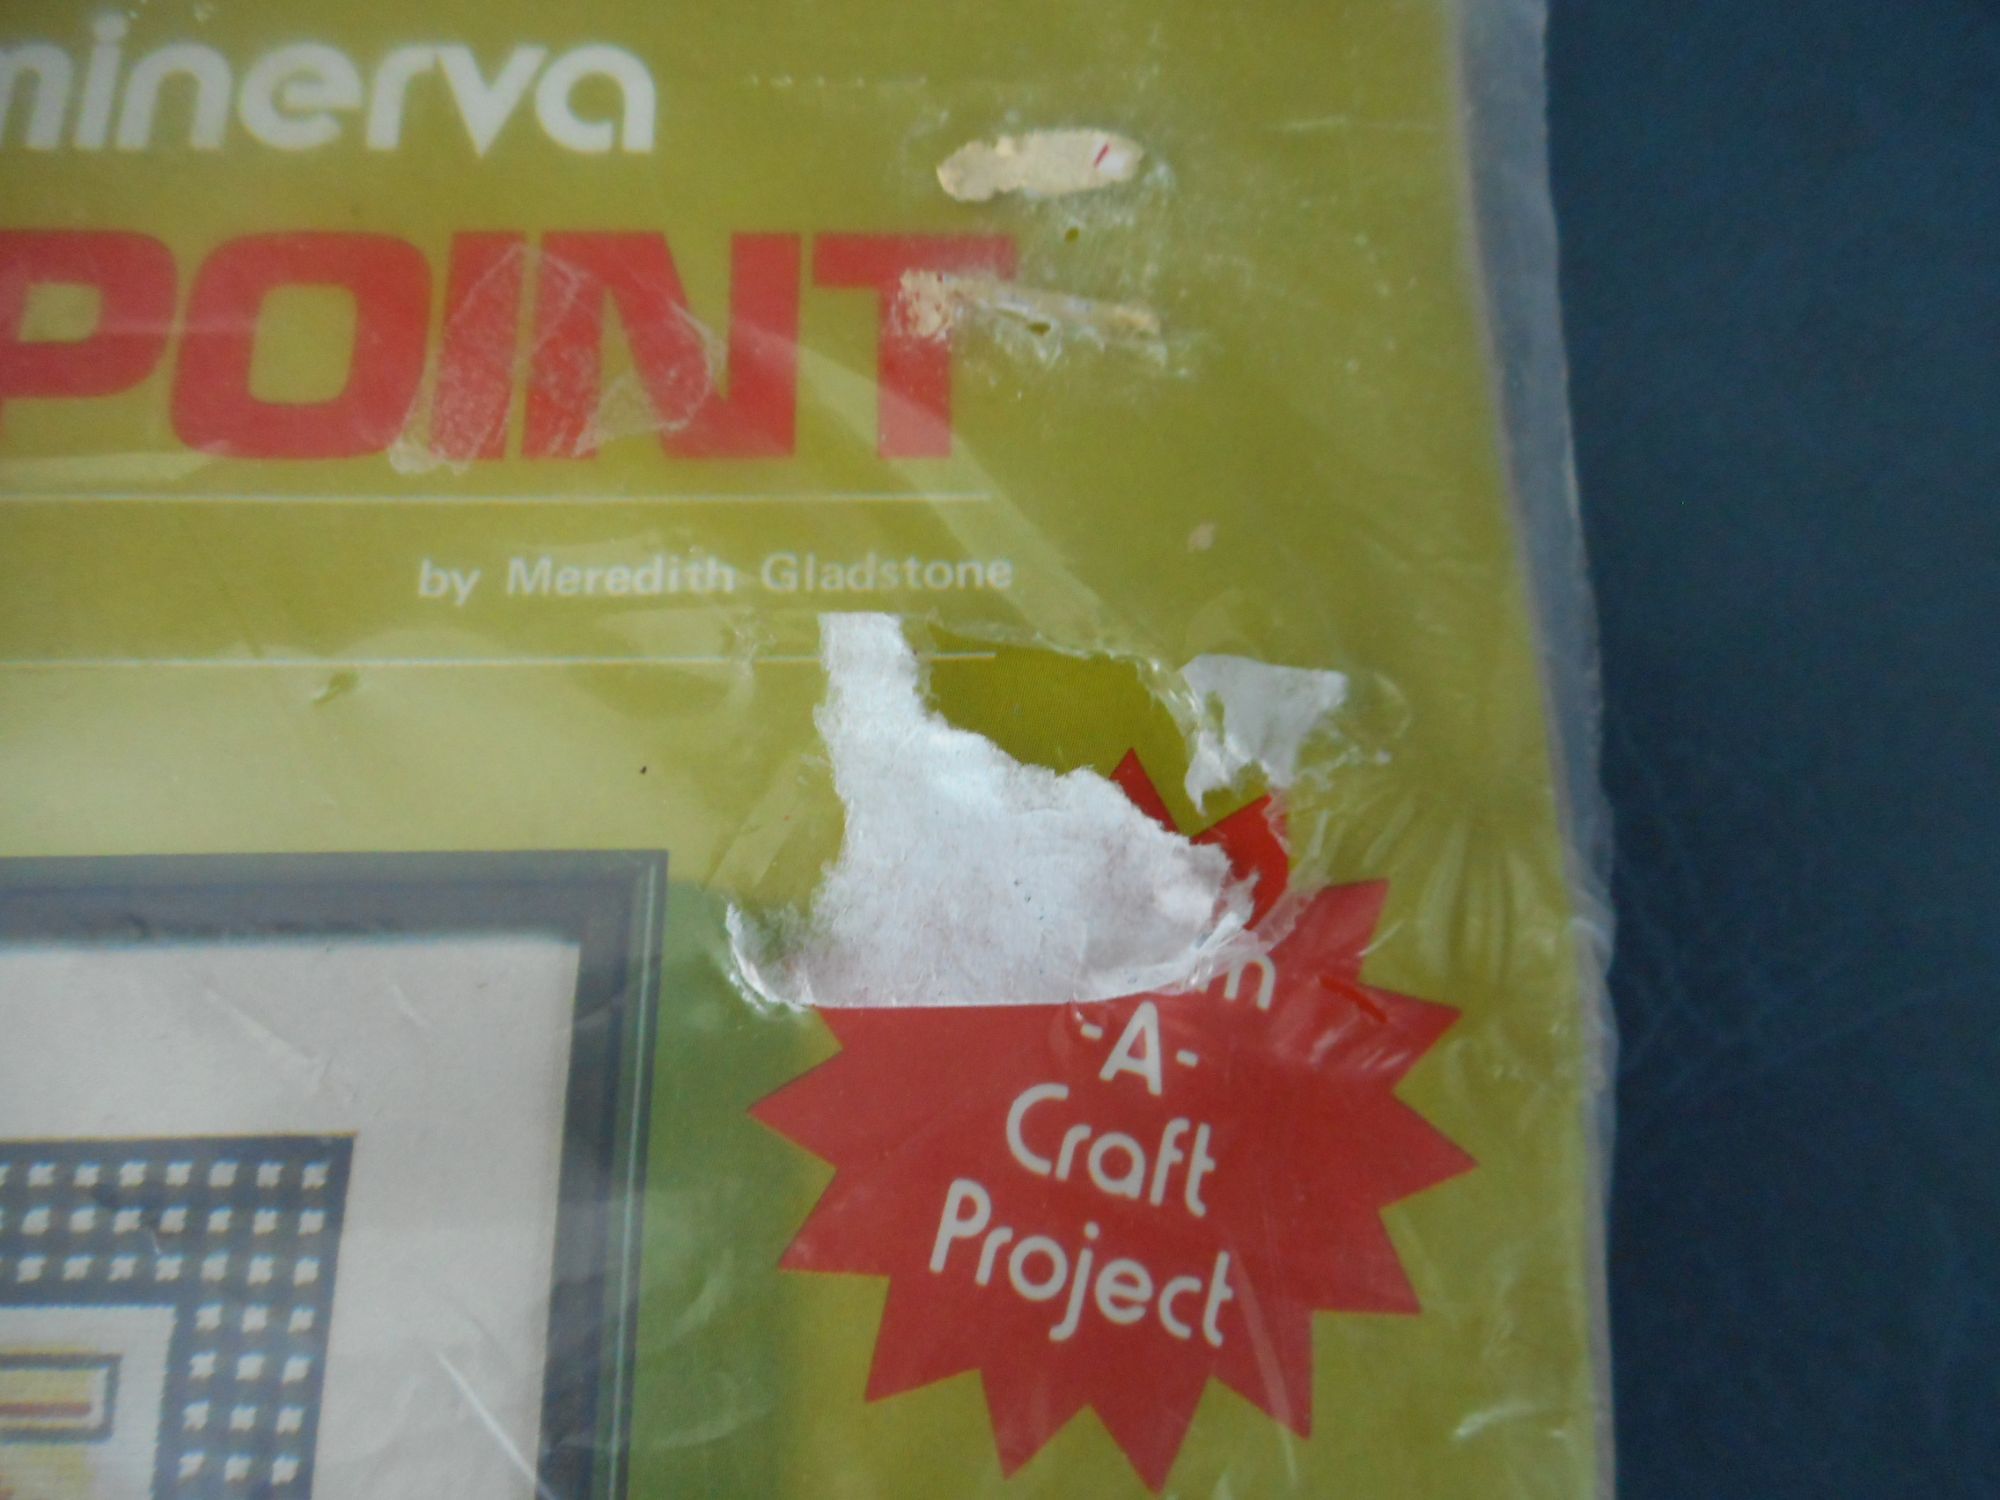 minerva
POINT
by Meredith Gladstone
-A-
Craft
Project